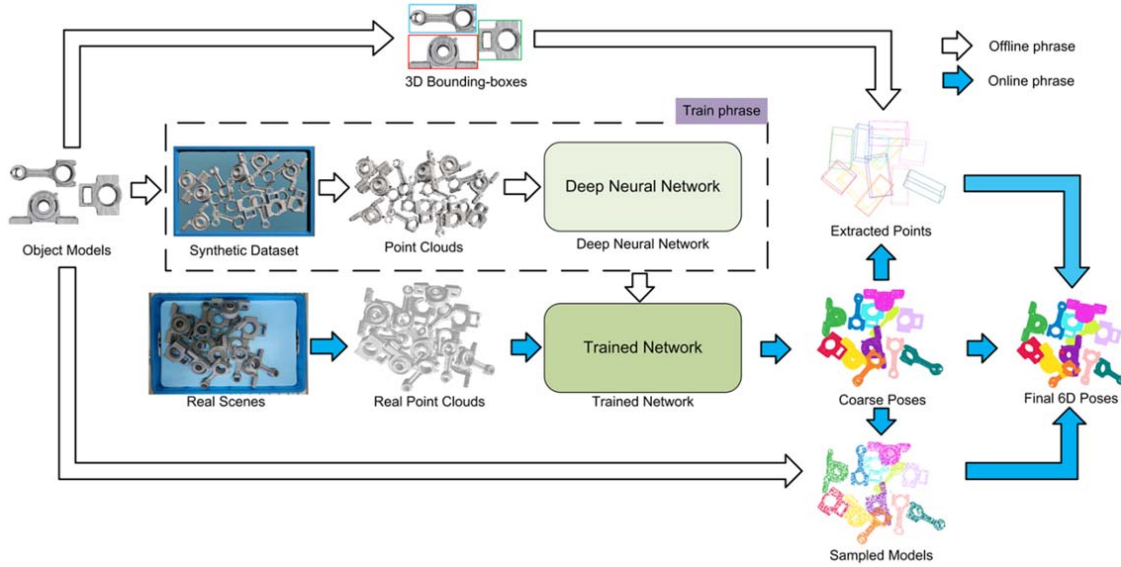 3D Bounding-boxes
Offline phrase
Online phrase
Train phrase
Object Models
Synthetic Dataset
Point Clouds
Deep Neural Network
Deep Neural Network
Extracted Points
Real Scenes
Real Point Clouds
Trained Network
Trained Network
Coarse Poses
Final 6D Poses
Sampled Models